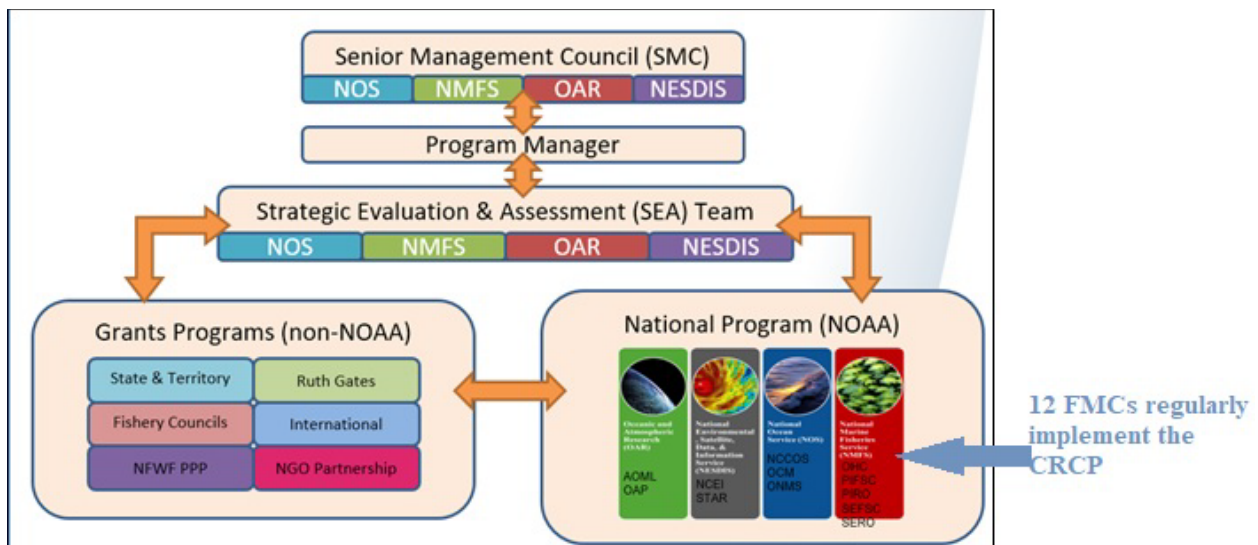 Senior Management Council (SMC)
NOS NMFS OAR NESDIS
Program Manager
Strategic Evaluation & Assessment (SEA) Team
NOS NMFS OAR NESDIS
Grants Programs (non-NOAA)
State & Territory Ruth Gates
Fishery Councils International
NFWF PPP NGO Partnership
National Program (NOAA)
Oceanic and
Atmospheric
Research
(OAR)
AOML
OAP
National
Environmental
, Satellite,
Data, &
Information
Service
(NESDIS)
NCEI
STAR
National
Ocean
Service (NOS)
NCCOS
OCM
ONMS
National
Marine
Fisheries
Service
(NMFS)
OHC
PIFSC
PIRO
SEFSC
SERO
12 FMCs regularly
implement the
CRCP